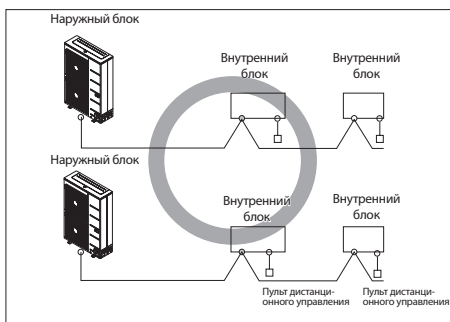 Наружный блок
Внутренний
блок
Внутренний
блок
Наружный блок
Внутренний
блок
Внутренний
блок
Пульт дистанци-
онного управления
Пульт дистанци-
онного управления